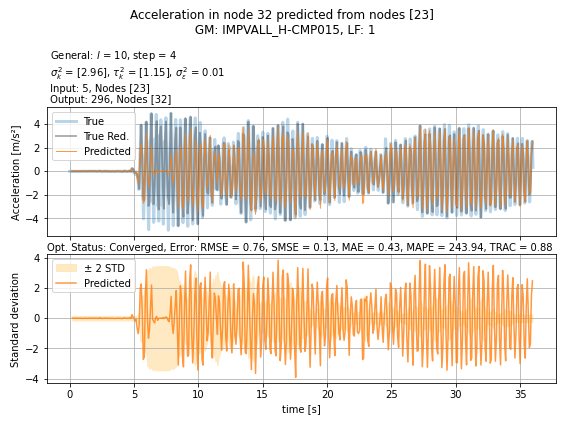 Acceleration in node 32 predicted from nodes [23]
GM: IMPVALL_H-CMP015, LF: 1
General: l = 10, step = 4
σ²ₖ = [2.96], τ²ₖ = [1.15], σ²ε = 0.01
Input: 5, Nodes [23]
Output: 296, Nodes [32]
True
True Red.
Predicted
Acceleration [m/s²]
4
2
0
−2
−4
Opt. Status: Converged, Error: RMSE = 0.76, SMSE = 0.13, MAE = 0.43, MAPE = 243.94, TRAC = 0.88
± 2 STD
Predicted
Standard deviation
4
2
0
−2
−4
0 5 10 15 20 25 30 35
time [s]